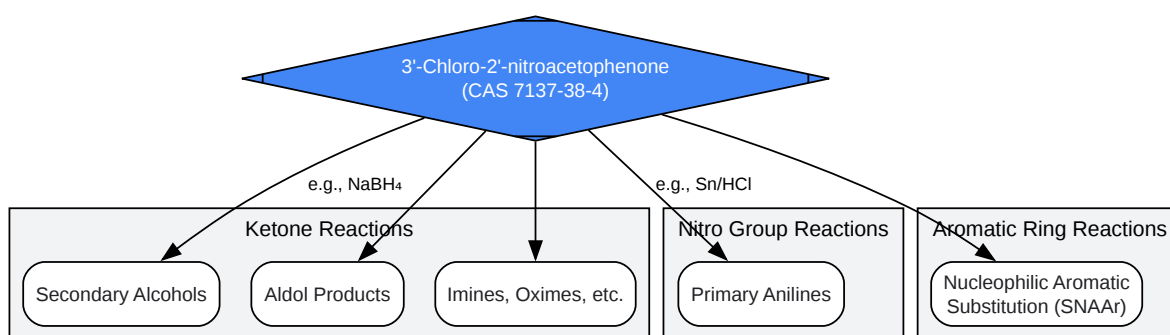 3'-Chloro-2'-nitroacetophenone
(CAS 7137-38-4)
e.g., NaBH₄
e.g., Sn/HCl
Ketone Reactions
Nitro Group Reactions
Aromatic Ring Reactions
Secondary Alcohols
Aldol Products
Imines, Oximes, etc.
Primary Anilines
Nucleophilic Aromatic
Substitution (SNAAr)